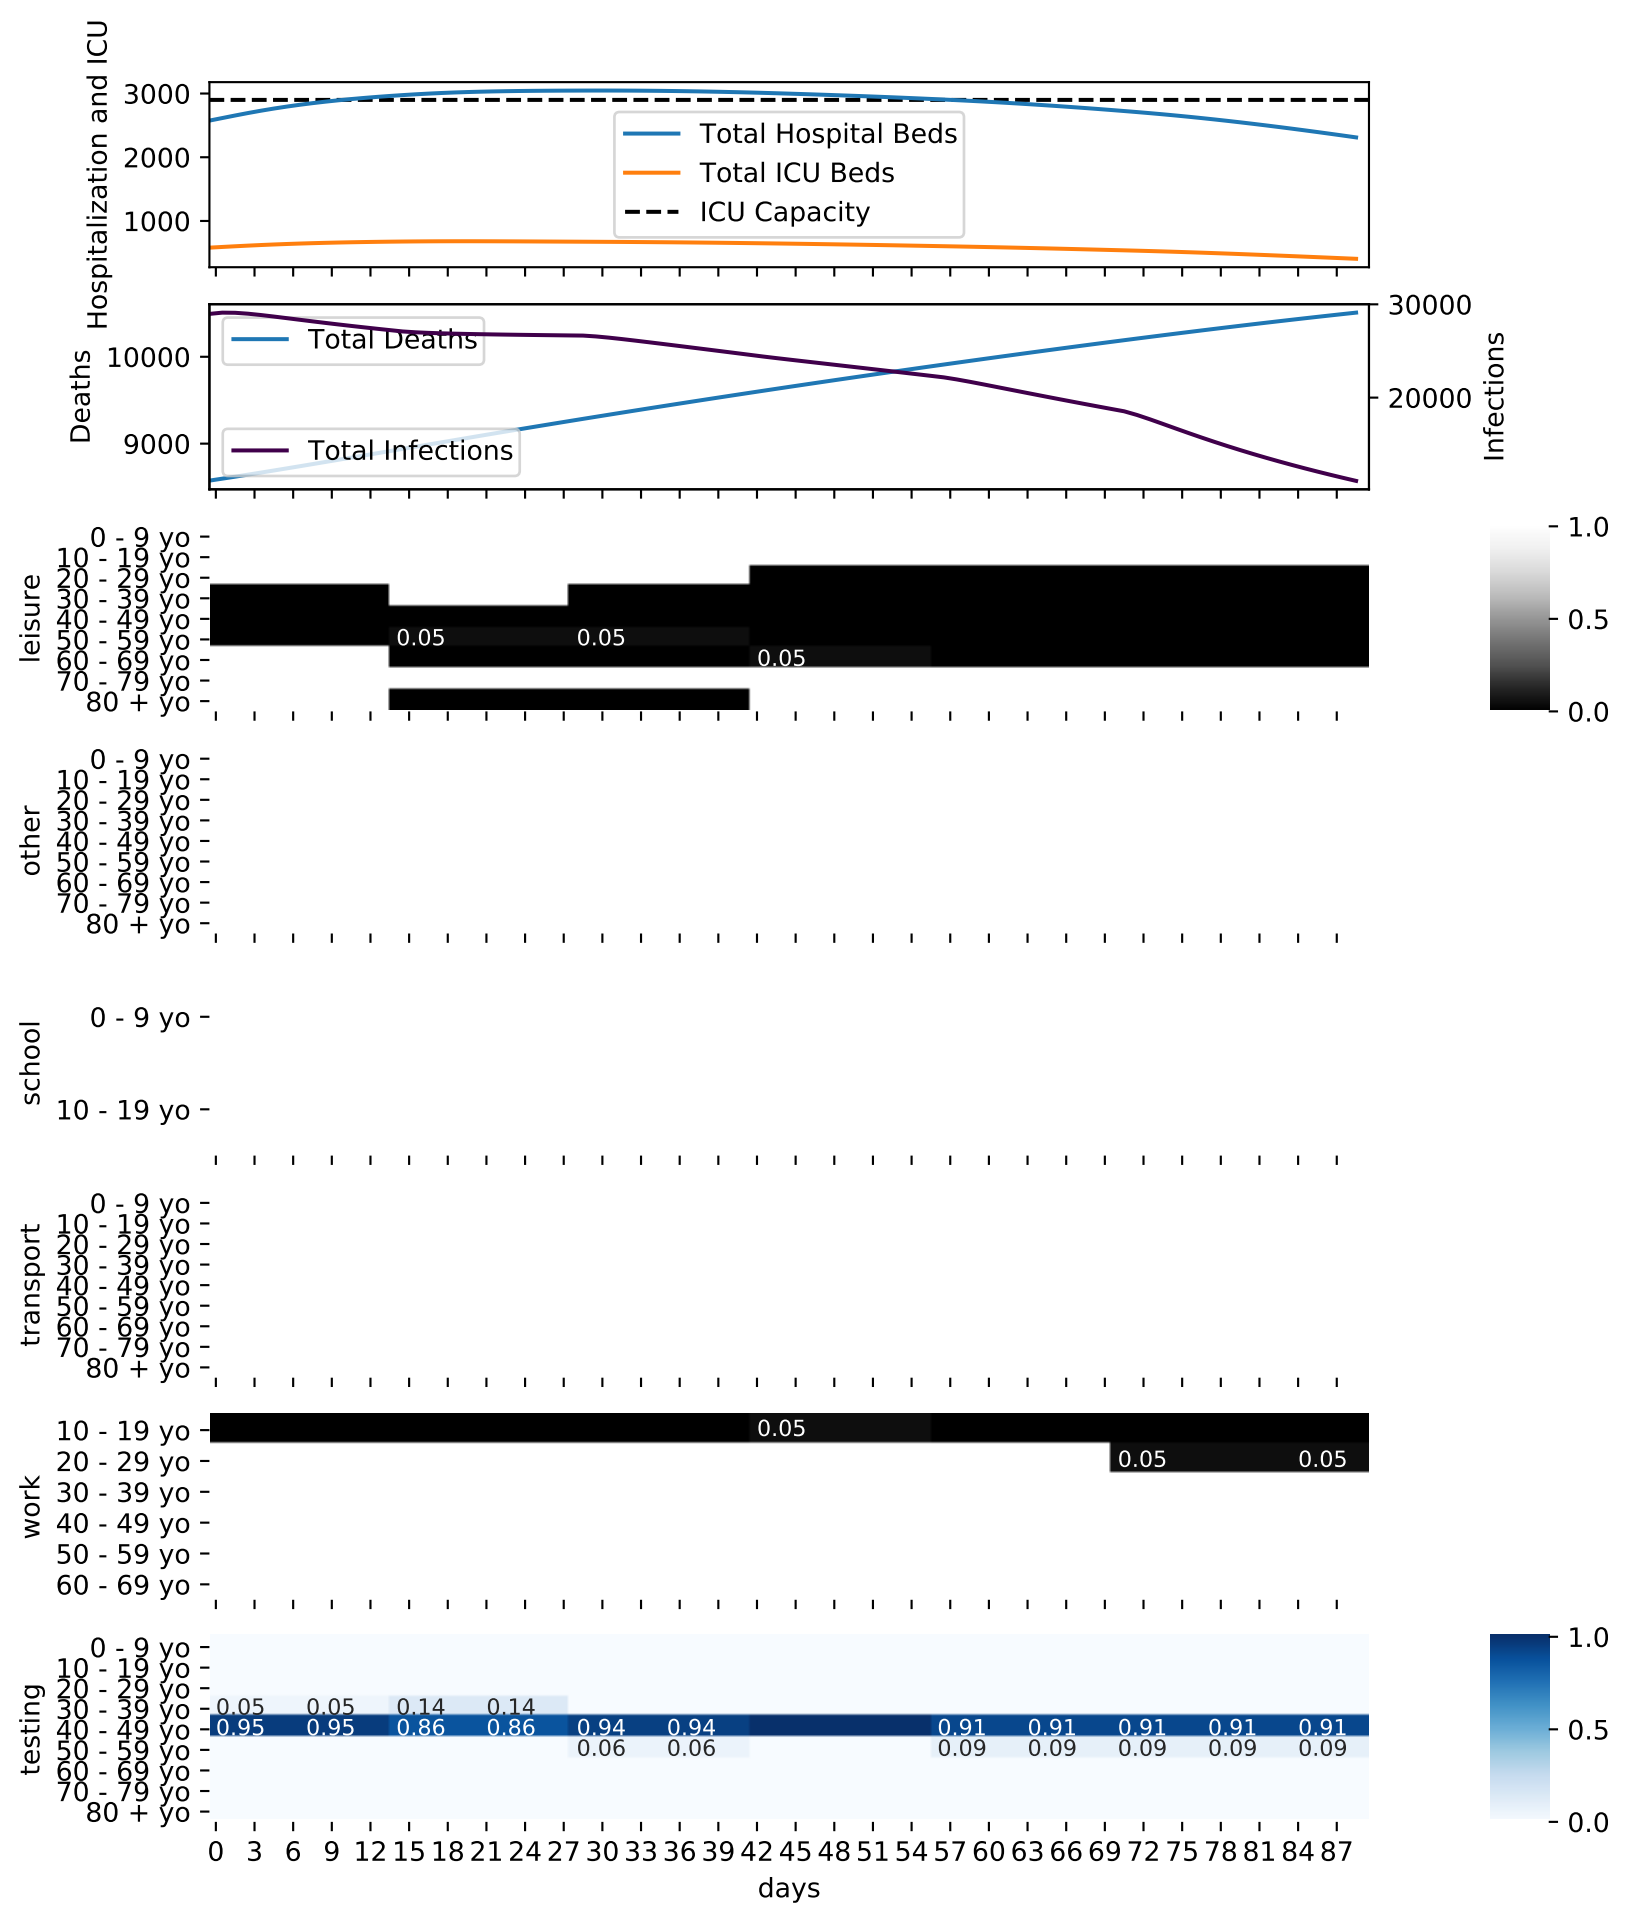 Hospitalization and ICU
3000
2000
1000
Total Hospital Beds
Total ICU Beds
ICU Capacity
Deaths
10000
9000
Total Deaths
Total Infections
30000
20000
Infections
leisure
0 - 9 yo
10 - 19 yo
20 - 29 yo
30 - 39 yo
40 - 49 yo
50 - 59 yo
60 - 69 yo
70 - 79 yo
80 + yo
0.05 0.05
0.05
1.0
0.5
0.0
other
0 - 9 yo
10 - 19 yo
20 - 29 yo
30 - 39 yo
40 - 49 yo
50 - 59 yo
60 - 69 yo
70 - 79 yo
80 + yo
school
0 - 9 yo
10 - 19 yo
transport
0 - 9 yo
10 - 19 yo
20 - 29 yo
30 - 39 yo
40 - 49 yo
50 - 59 yo
60 - 69 yo
70 - 79 yo
80 + yo
work
10 - 19 yo
20 - 29 yo
30 - 39 yo
40 - 49 yo
50 - 59 yo
60 - 69 yo
0.05
0.05 0.05
testing
0 - 9 yo
10 - 19 yo
20 - 29 yo
30 - 39 yo
40 - 49 yo
50 - 59 yo
60 - 69 yo
70 - 79 yo
80 + yo
0.05 0.05 0.14 0.14
0.95 0.95 0.86 0.86 0.94 0.94 0.91 0.91 0.91 0.91 0.91
0.06 0.06 0.09 0.09 0.09 0.09 0.09
1.0
0.5
0.0
0 3 6 9 12 15 18 21 24 27 30 33 36 39 42 45 48 51 54 57 60 63 66 69 72 75 78 81 84 87
days